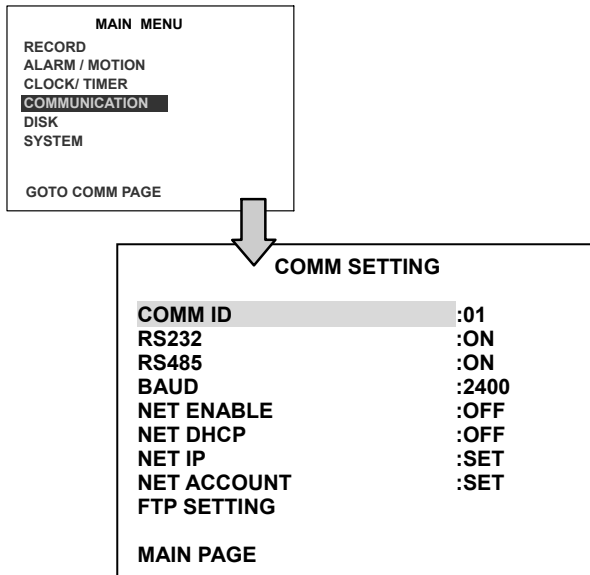 MAIN MENU
RECORD
ALARM / MOTION
CLOCK/ TIMER
COMMUNICATION
DISK
SYSTEM
GOTO COMM PAGE
COMM SETTING
COMM ID :01
RS232 :ON
RS485 :ON
BAUD :2400
NET ENABLE :OFF
NET DHCP :OFF
NET IP :SET
NET ACCOUNT :SET
FTP SETTING
MAIN PAGE